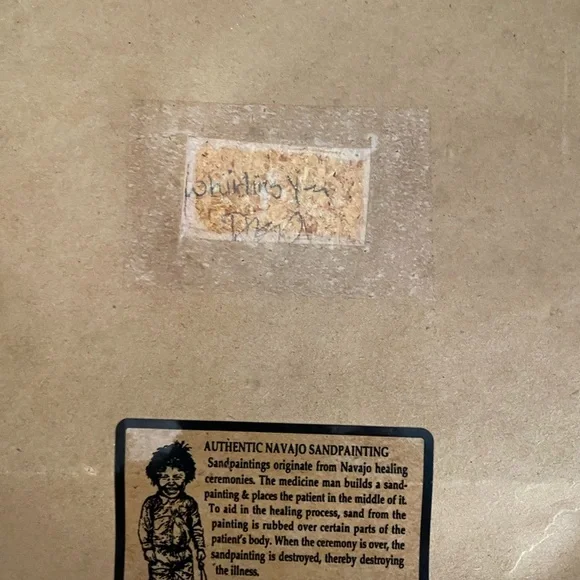 AUTHENTIC NAVAJO SANDPAINTING
Sandpaintings originate from Navajo healing
ceremonies. The medicine man builds a sand-
painting & places the patient in the middle of it.
To aid in the healing process, sand from the
painting is rubbed over certain parts of the
patient's body. When the ceremony is over, the
sandpainting is destroyed, thereby destroying
the illness.